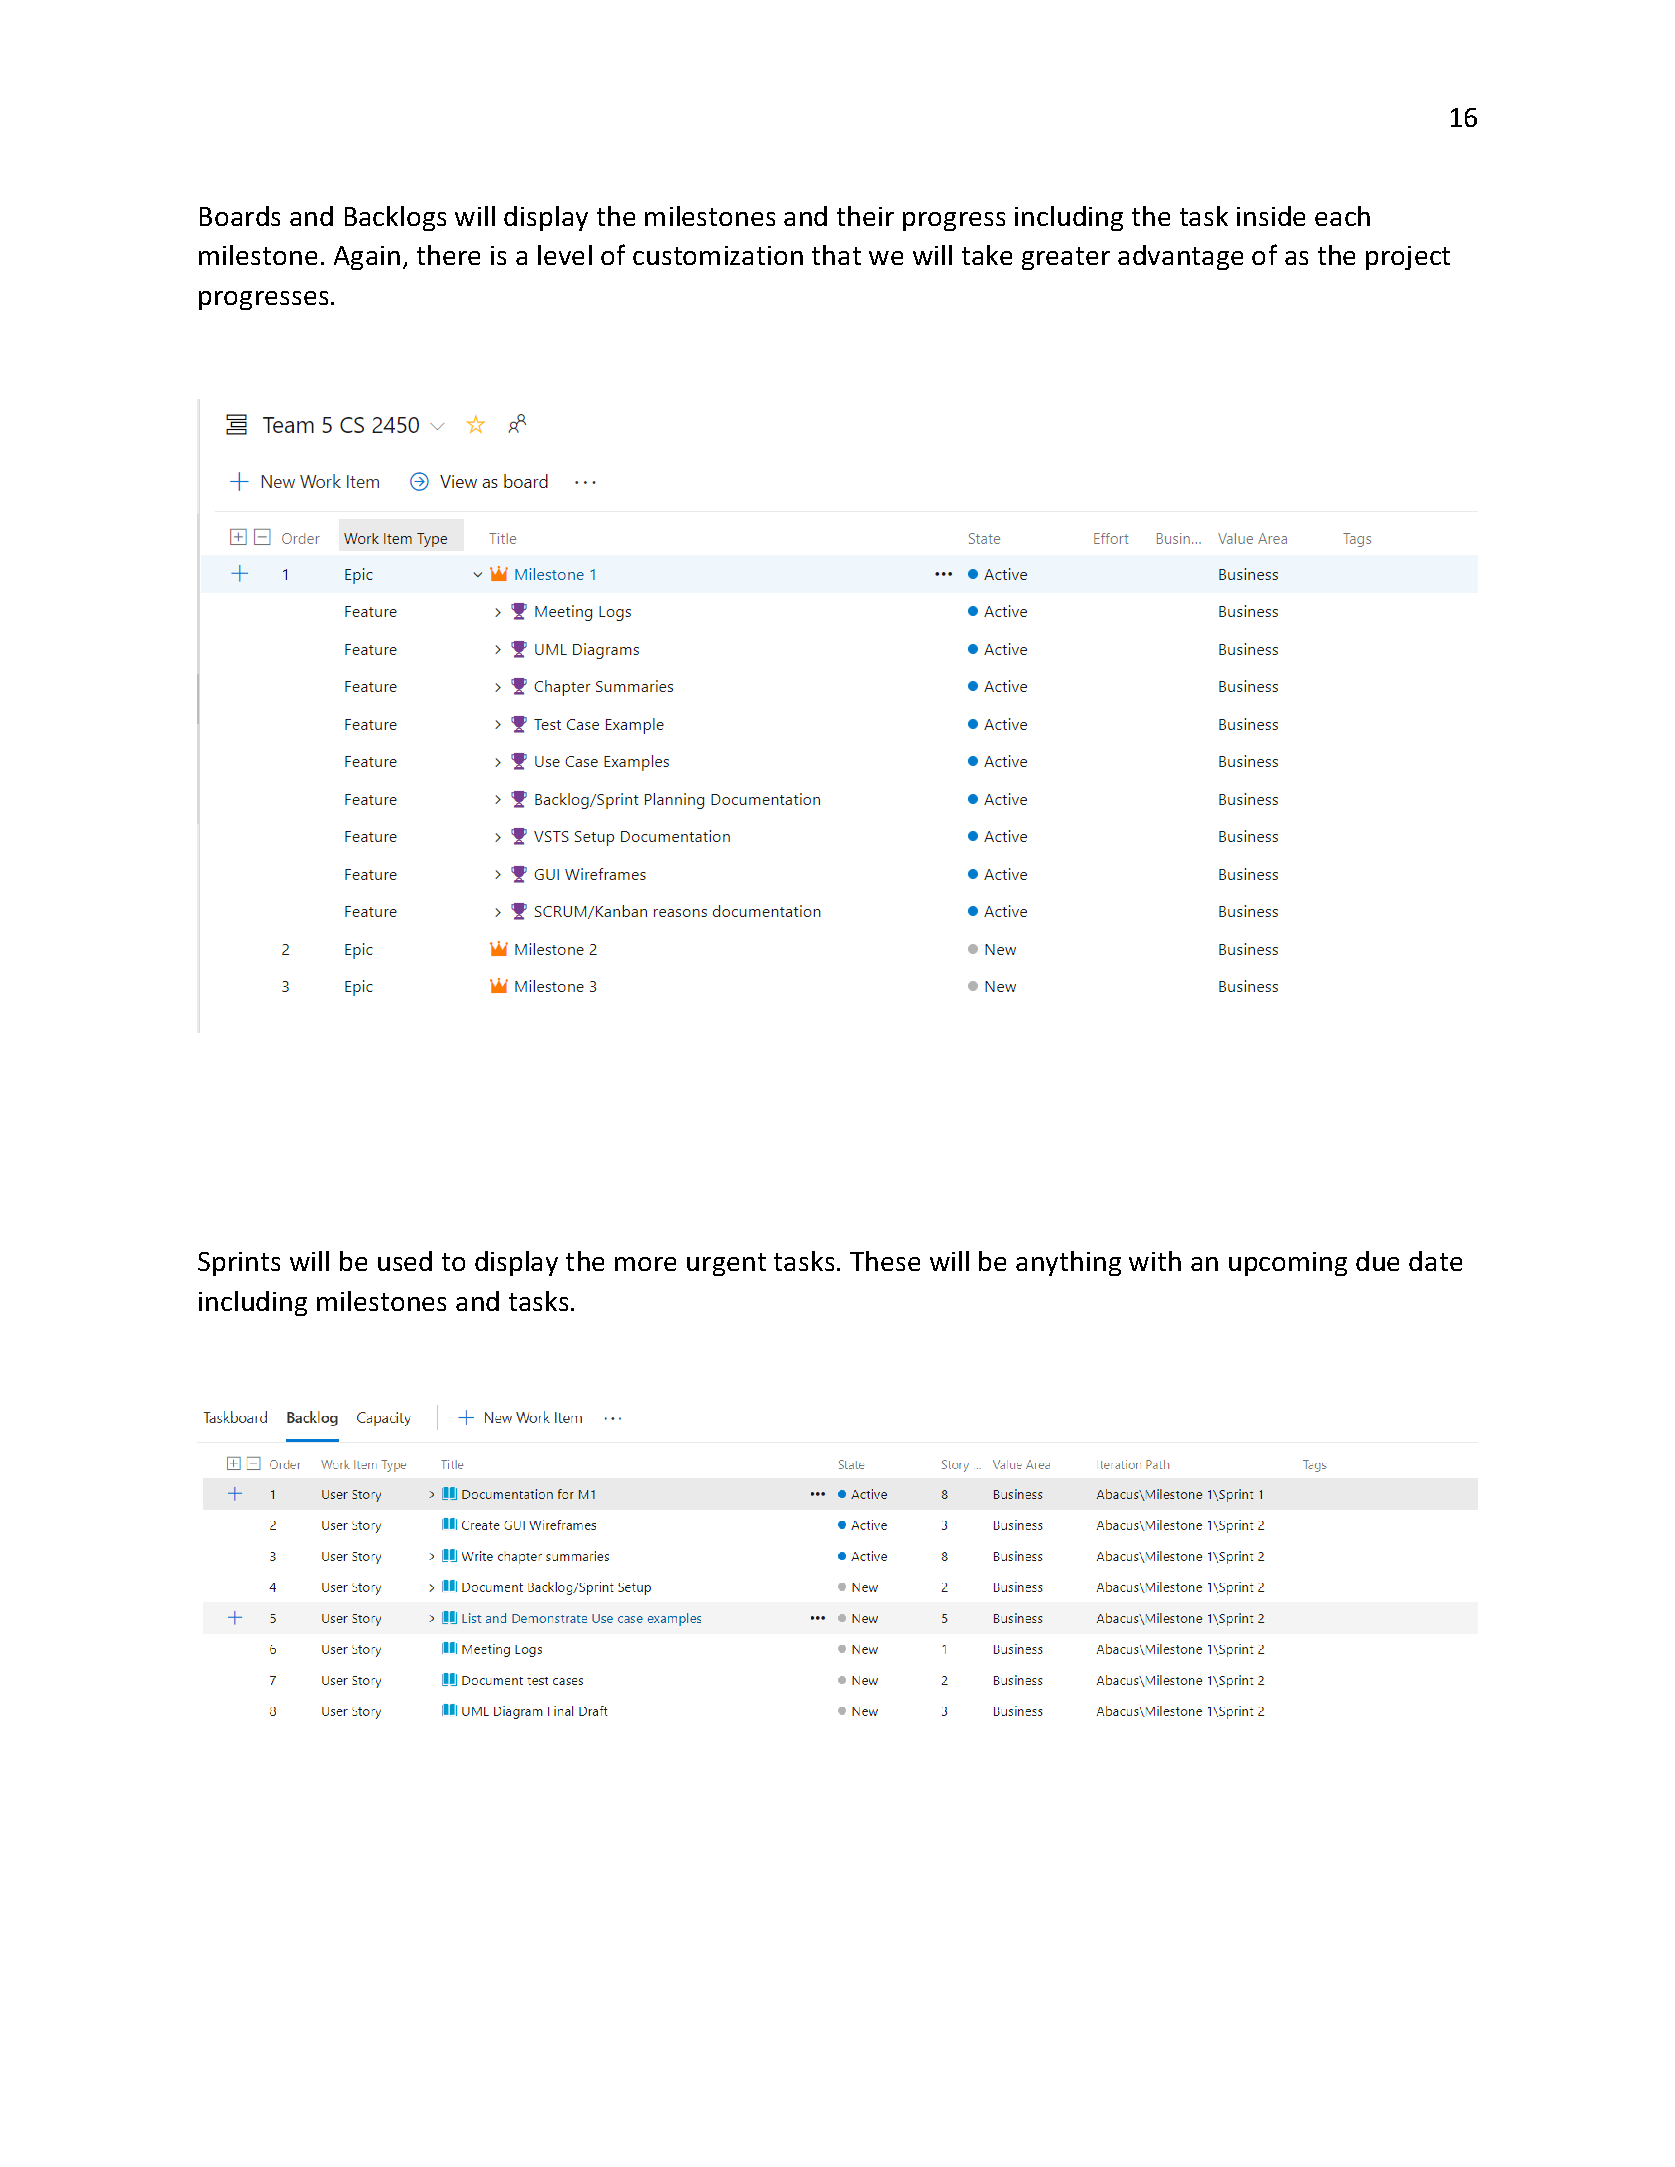 16
Boards and Backlogs will display the milestones and their progress including the task inside each
milestone. Again, there is a level of customization that we will take greater advantage of as the project
progresses.
Team 5 CS 2450
New Work Item View as board ...
Order Work Item Type Title State Effort Busin... Value Area Tags
1 Epic Milestone 1 ... Active Business
Feature Meeting Logs Active Business
Feature UML Diagrams Active Business
Feature Chapter Summaries Active Business
Feature Test Case Example Active Business
Feature Use Case Examples Active Business
Feature Backlog/Sprint Planning Documentation Active Business
Feature VSTS Setup Documentation Active Business
Feature GUI Wireframes Active Business
Feature SCRUM/Kanban reasons documentation Active Business
2 Epic Milestone 2 New Business
3 Epic Milestone 3 New Business
Sprints will be used to display the more urgent tasks. These will be anything with an upcoming due date
including milestones and tasks.
Taskboard Backlog Capacity New Work Item ...
Order Work Item Type Title State Story ... Value Area Iteration Path Tags
1 User Story Documentation for M1 ... Active 8 Business Abacus\Milestone 1\Sprint 1
2 User Story Create GUI Wireframes Active 3 Business Abacus\Milestone 1\Sprint 2
3 User Story Write chapter summaries Active 8 Business Abacus\Milestone 1\Sprint 2
4 User Story Document Backlog/Sprint Setup New 2 Business Abacus\Milestone 1\Sprint 2
5 User Story List and Demonstrate Use case examples ... New 5 Business Abacus\Milestone 1\Sprint 2
6 User Story Meeting Logs New 1 Business Abacus\Milestone 1\Sprint 2
7 User Story Document test cases New 2 Business Abacus\Milestone 1\Sprint 2
8 User Story UML Diagram Final Draft New 3 Business Abacus\Milestone 1\Sprint 2